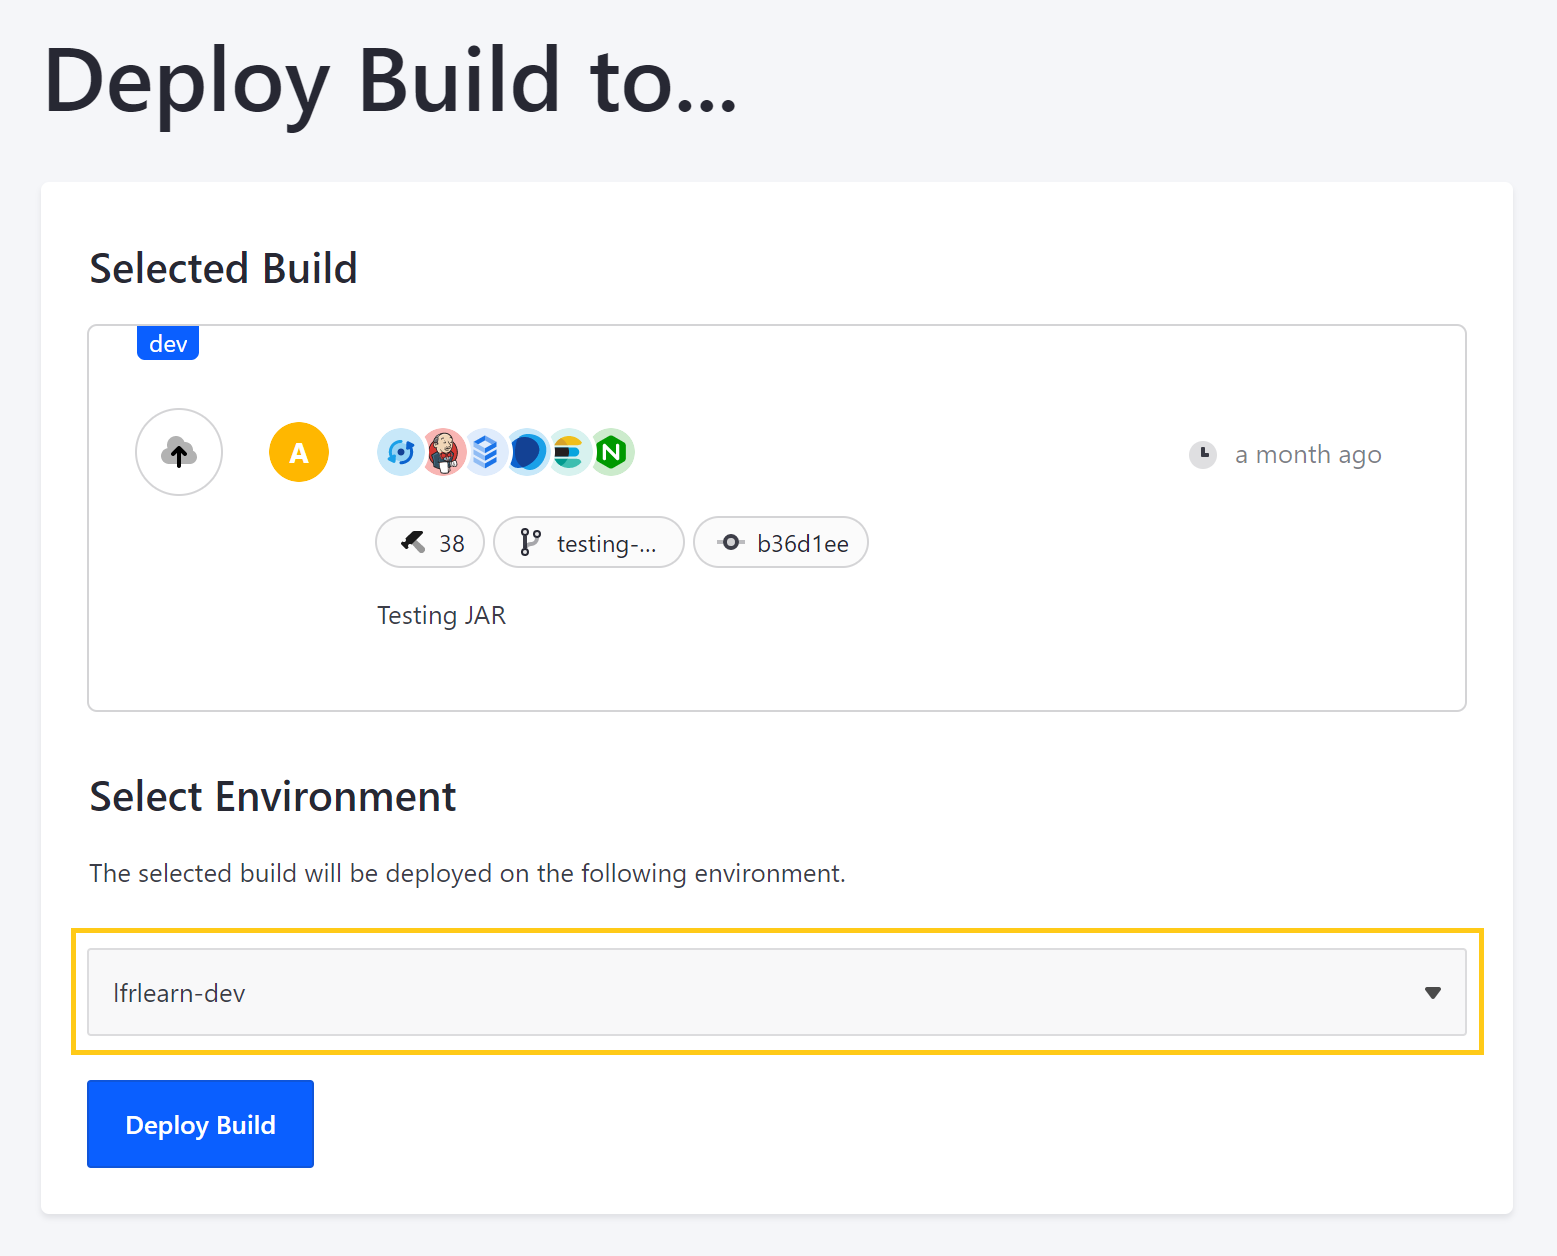 Deploy Build to...
Selected Build
dev
A
N
a month ago
38
testing-...
b36d1ee
Testing JAR
Select Environment
The selected build will be deployed on the following environment.
lfrlearn-dev
Deploy Build